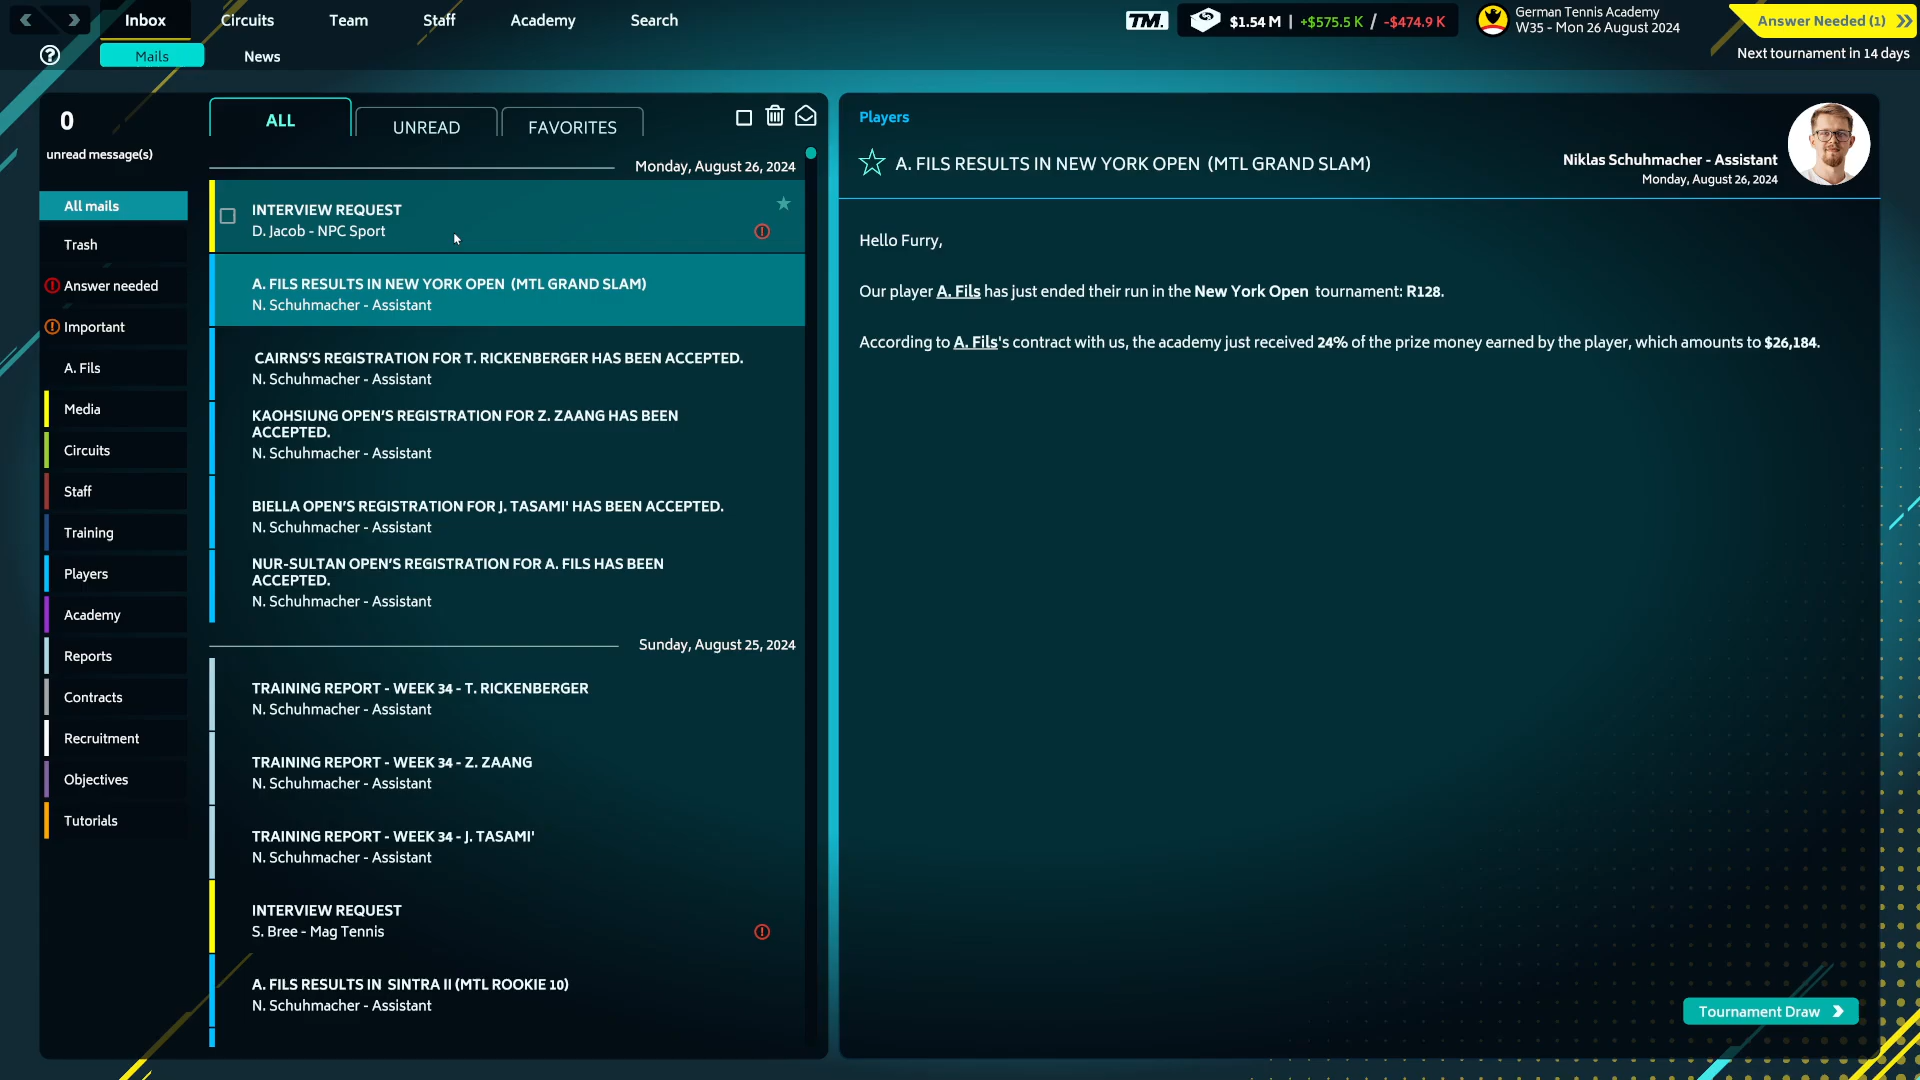 Inbox
Circuits
Team
Staff
Academy
Search
TM.
$1.54 M | +$575.5 K / -$474.9 K
German Tennis Academy
W35 - Mon 26 August 2024
Answer Needed (1)
Next tournament in 14 days
?
Mails
News
0
unread message(s)
All mails
Trash
Answer needed
Important
A. Fils
Media
Circuits
Staff
Training
Players
Academy
Reports
Contracts
Recruitment
Objectives
Tutorials
ALL
UNREAD
FAVORITES
Monday, August 26, 2024
INTERVIEW REQUEST
D. Jacob - NPC Sport
A. FILS RESULTS IN NEW YORK OPEN (MTL GRAND SLAM)
N. Schuhmacher - Assistant
CAIRNS'S REGISTRATION FOR T. RICKENBERGER HAS BEEN ACCEPTED.
N. Schuhmacher - Assistant
KAOHSIUNG OPEN'S REGISTRATION FOR Z. ZAANG HAS BEEN
ACCEPTED.
N. Schuhmacher - Assistant
BIELLA OPEN'S REGISTRATION FOR J. TASAMI' HAS BEEN ACCEPTED.
N. Schuhmacher - Assistant
NUR-SULTAN OPEN'S REGISTRATION FOR A. FILS HAS BEEN
ACCEPTED.
N. Schuhmacher - Assistant
Sunday, August 25, 2024
TRAINING REPORT - WEEK 34 - T. RICKENBERGER
N. Schuhmacher - Assistant
TRAINING REPORT - WEEK 34 - Z. ZAANG
N. Schuhmacher - Assistant
TRAINING REPORT - WEEK 34 - J. TASAMI'
N. Schuhmacher - Assistant
INTERVIEW REQUEST
S. Bree - Mag Tennis
A. FILS RESULTS IN SINTRA II (MTL ROOKIE 10)
N. Schuhmacher - Assistant
Players
A. FILS RESULTS IN NEW YORK OPEN (MTL GRAND SLAM)
Niklas Schuhmacher - Assistant
Monday, August 26, 2024
Hello Furry,
Our player A. Fils has just ended their run in the New York Open tournament: R128.
According to A. Fils's contract with us, the academy just received 24% of the prize money earned by the player, which amounts to $26,184.
Tournament Draw